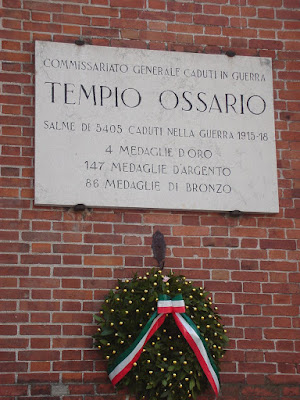 COMMISSARIATO GENERALE CADUTI IN GUERRA
TEMPIO OSSARIO
SALME DI 5405 CADUTI NELLA GUERRA 1915-18
4 MEDAGLIE D'ORO
147 MEDAGLIE D'ARGENTO
86 MEDAGLIE DI BRONZO